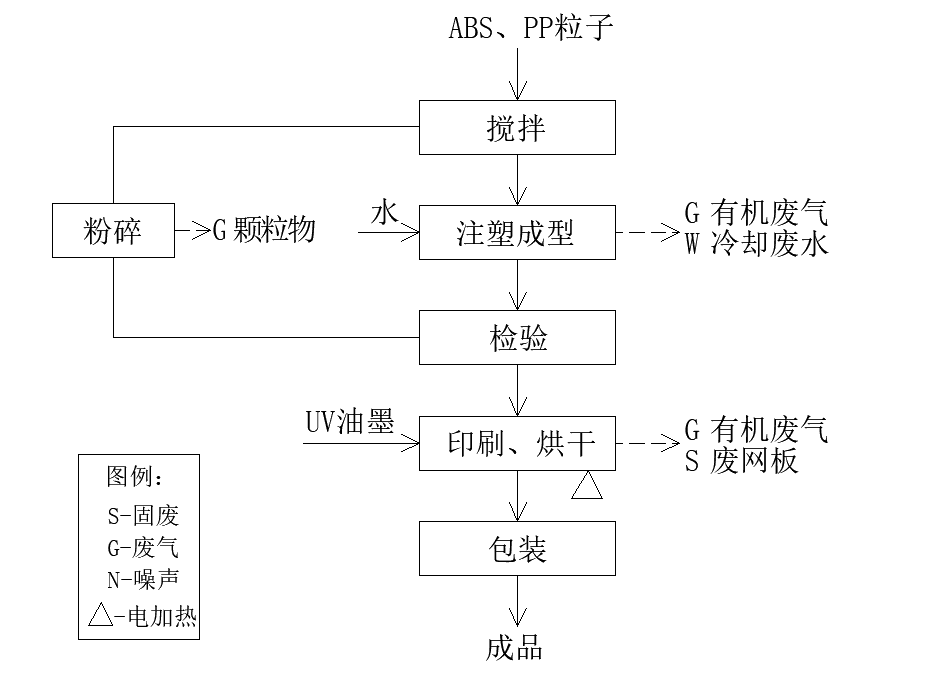 ABS、PP粒子
搅拌
粉碎
G 颗粒物
水
注塑成型
G 有机废气
W 冷却废水
检验
UV油墨
印刷、烘干
G 有机废气
S 废网板
包装
成品
图例：
S-固废
G-废气
N-噪声
△-电加热